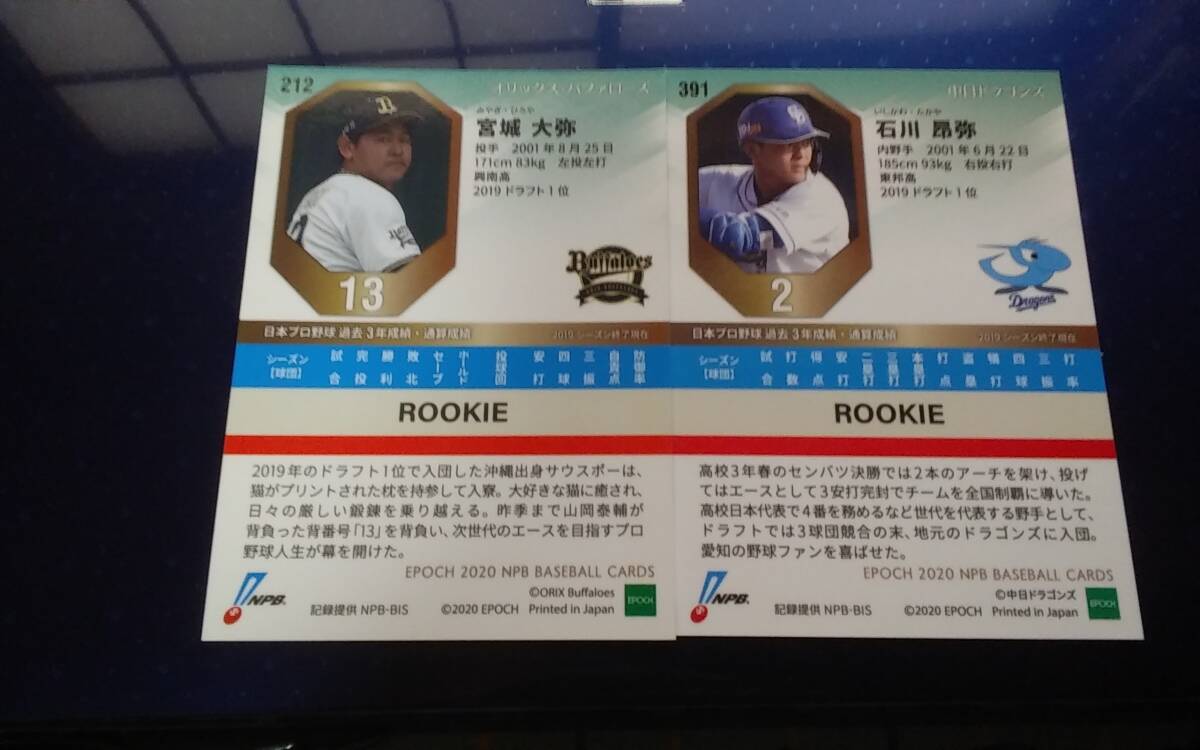 212
オリックス・バファローズ
みやぎ・ひろや
宮城 大弥
投手 2001年8月25日
171cm 83kg 左投左打
興南高
2019ドラフト1位
B
13
Buffaloes
日本プロ野球 過去3年成績・通算成績
2019 シーズン終了現在
シーズン
[球団]
試合
完投
勝利
敗北
セーブ
ホールド
投球回
安打
四球
三振
自責点
防御率
ROOKIE
2019年のドラフト1位で入団した沖縄出身サウスポーは、
猫がプリントされた枕を持参して入寮。大好きな猫に癒され、
日々の厳しい鍛錬を乗り越える。昨季まで山岡泰輔が
背負った背番号「13」を背負い、次世代のエースを目指すプロ
野球人生が幕を開けた。
EPOCH 2020 NPB BASEBALL CARDS
©ORIX Buffaloes
NPB
記録提供 NPB-BIS
©2020 EPOCH Printed in Japan
EPOCH
391
中日ドラゴンズ
いしかわ・たかや
石川 昂弥
内野手 2001年6月22日
185cm 93kg 右投右打
東邦高
2019ドラフト1位
2
Dragons
日本プロ野球 過去3年成績・通算成績
2019 シーズン終了現在
シーズン
[球団]
試合
打数
得点
安打
二塁打
三塁打
本塁打
打点
盗塁
犠打
四球
三振
打率
ROOKIE
高校3年春のセンバツ決勝では2本のアーチを架け、投げ
てはエースとして3安打完封でチームを全国制覇に導いた。
高校日本代表で4番を務めるなど世代を代表する野手として、
ドラフトでは3球団競合の末、地元のドラゴンズに入団。
愛知の野球ファンを喜ばせた。
EPOCH 2020 NPB BASEBALL CARDS
©中日ドラゴンズ
NPB
記録提供 NPB-BIS
©2020 EPOCH Printed in Japan
EPOCH